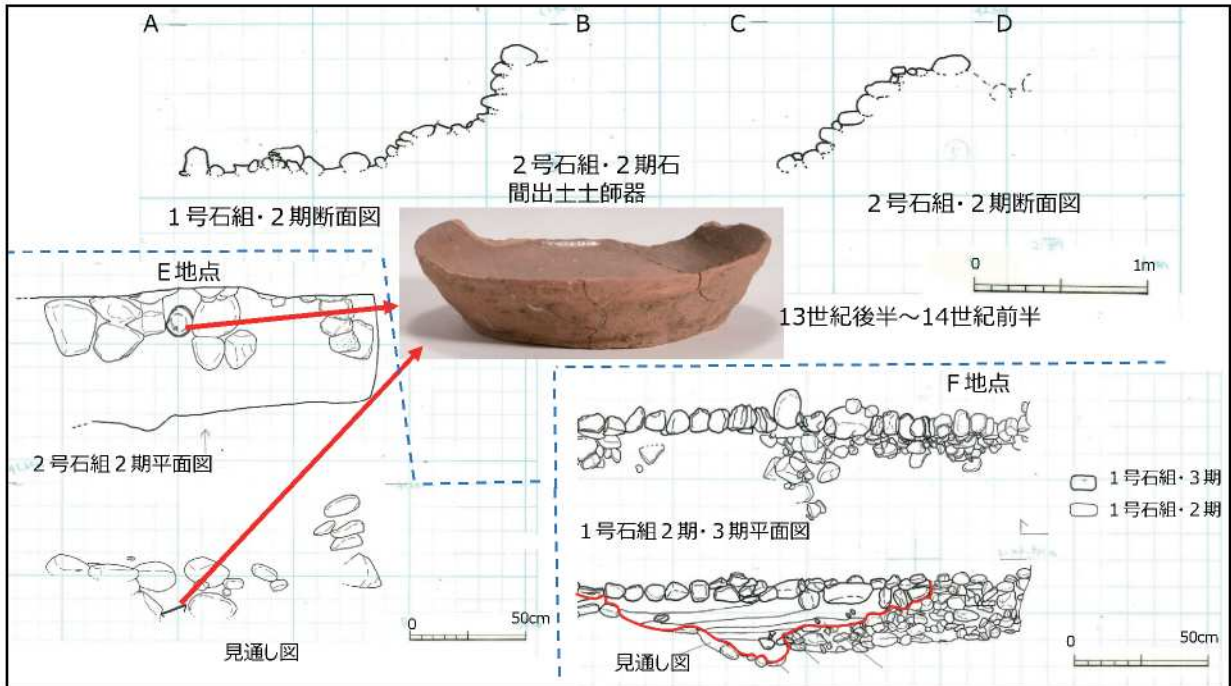 A
B
C
D
1号石組・2期断面図
2号石組・2期石
間出土土師器
2号石組・2期断面図
0
1m
13世紀後半～14世紀前半
E地点
2号石組2期平面図
見通し図
0
50cm
F地点
1号石組・3期
1号石組・2期
1号石組2期・3期平面図
見通し図
0
50cm